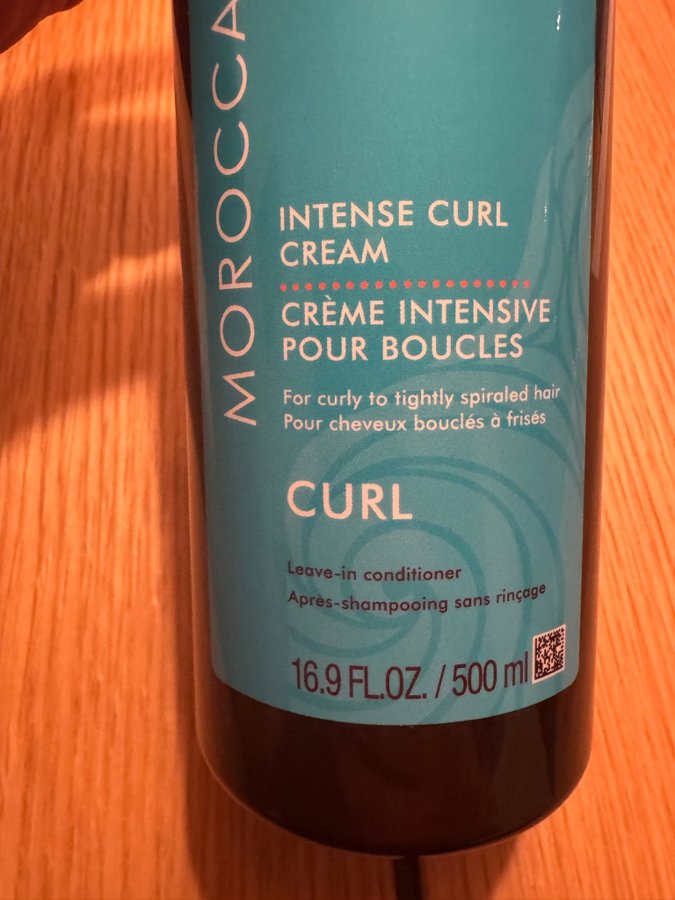 MOROCCA
INTENSE CURL
CREAM
CRÈME INTENSIVE
POUR BOUCLES
For curly to tightly spiraled hair
Pour cheveux bouclés à frisés
CURL
Leave-in conditioner
Après-shampooing sans rinçage
16.9 FL.OZ. / 500 ml